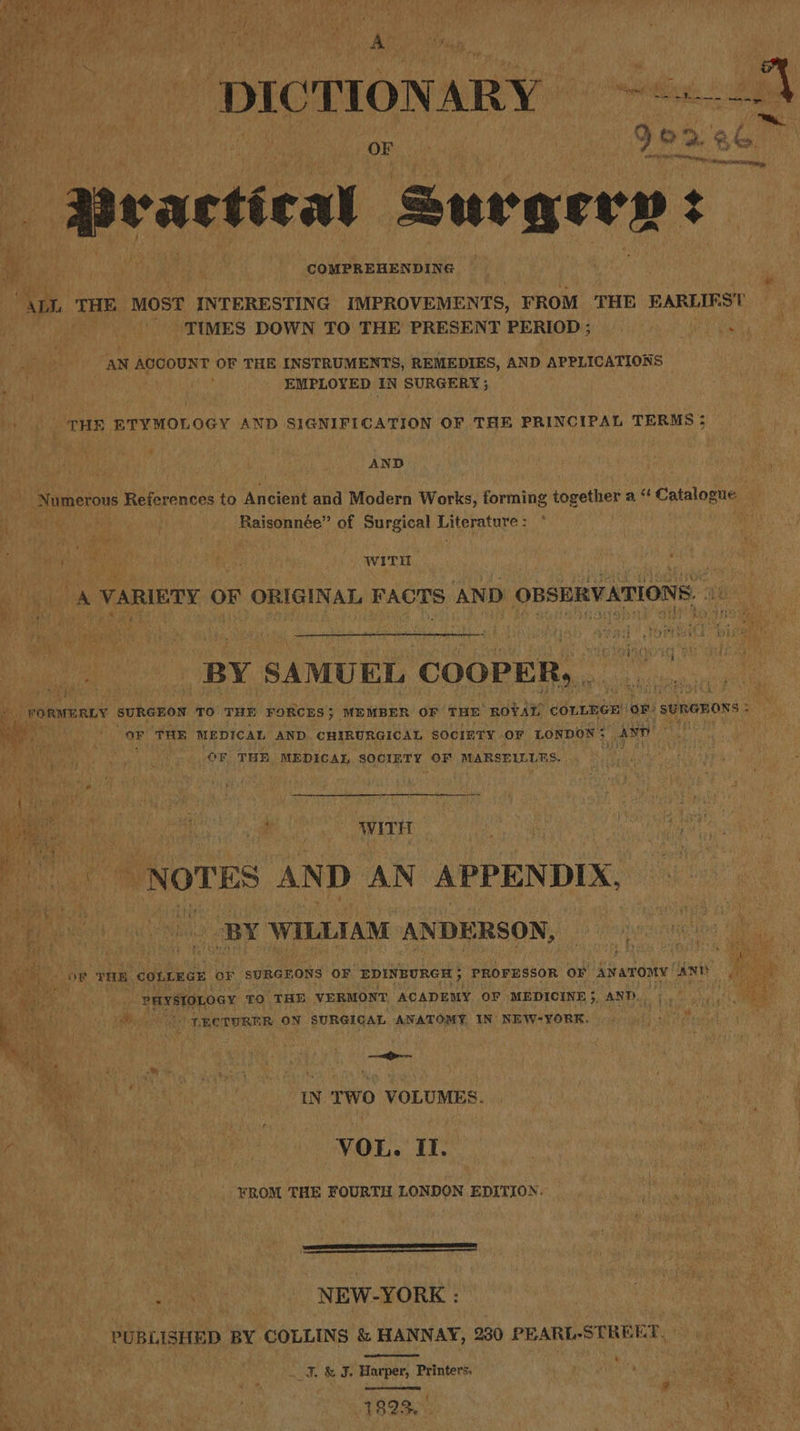 A
DICTIONARY
OF
90286
Practical Surgery:
COMPREHENDING
ALL THE MOST INTERESTING IMPROVEMENTS, FROM THE EARLIEST
TIMES DOWN TO THE PRESENT PERIOD;
AN ACCOUNT OF THE INSTRUMENTS, REMEDIES, AND APPLICATIONS
EMPLOYED IN SURGERY;
THE ETYMOLOGY AND SIGNIFICATION OF THE PRINCIPAL TERMS;
AND
Numerous References to Ancient and Modern Works, forming together a “Catalogue
Raisonnée” of Surgical Literature:
WITH
A VARIETY OF ORIGINAL FACTS AND OBSERVATIONS.
BY SAMUEL COOPER,
FORMERLY SURGEON TO THE FORCES; MEMBER OF THE ROYAL COLLEGE OF SURGEONS;
OF THE MEDICAL AND CHIRURGICAL SOCIETY OF LONDON; AND
OF THE MEDICAL SOCIETY OF MARSEILLES.
WITH
NOTES AND AN APPENDIX,
BY WILLIAM ANDERSON,
OF THE COLLEGE OF SURGEONS OF EDINBURGH; PROFESSOR OF ANATOMY AND
PHYSIOLOGY TO THE VERMONT ACADEMY OF MEDICINE; AND
LECTURER ON SURGICAL ANATOMY IN NEW-YORK.
IN TWO VOLUMES.
VOL. II.
FROM THE FOURTH LONDON EDITION.
NEW-YORK:
PUBLISHED BY COLLINS & HANNAY, 230 PEARL-STREET.
J. & J. Harper, Printers.
1823.